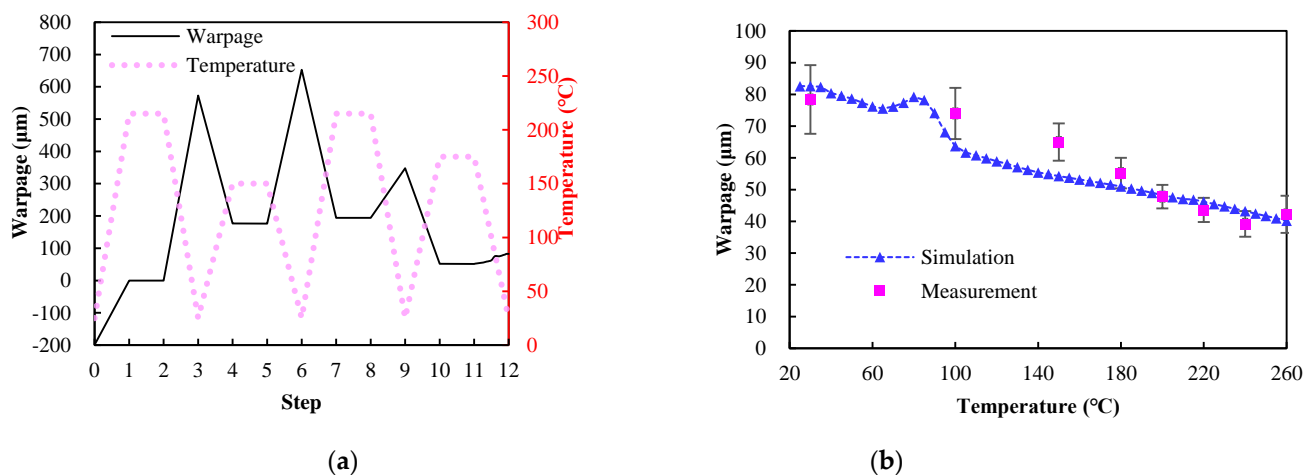 800
700
600
500
400
300
200
100
0
-100
-200
Warpage (μm)
Warpage
Temperature
300
250
200
150
100
50
0
Temperature (℃)
0 1 2 3 4 5 6 7 8 9 10 11 12
Step
(a)
100
90
80
70
60
50
40
30
20
10
0
Warpage (μm)
Simulation
Measurement
20 60 100 140 180 220 260
Temperature (℃)
(b)